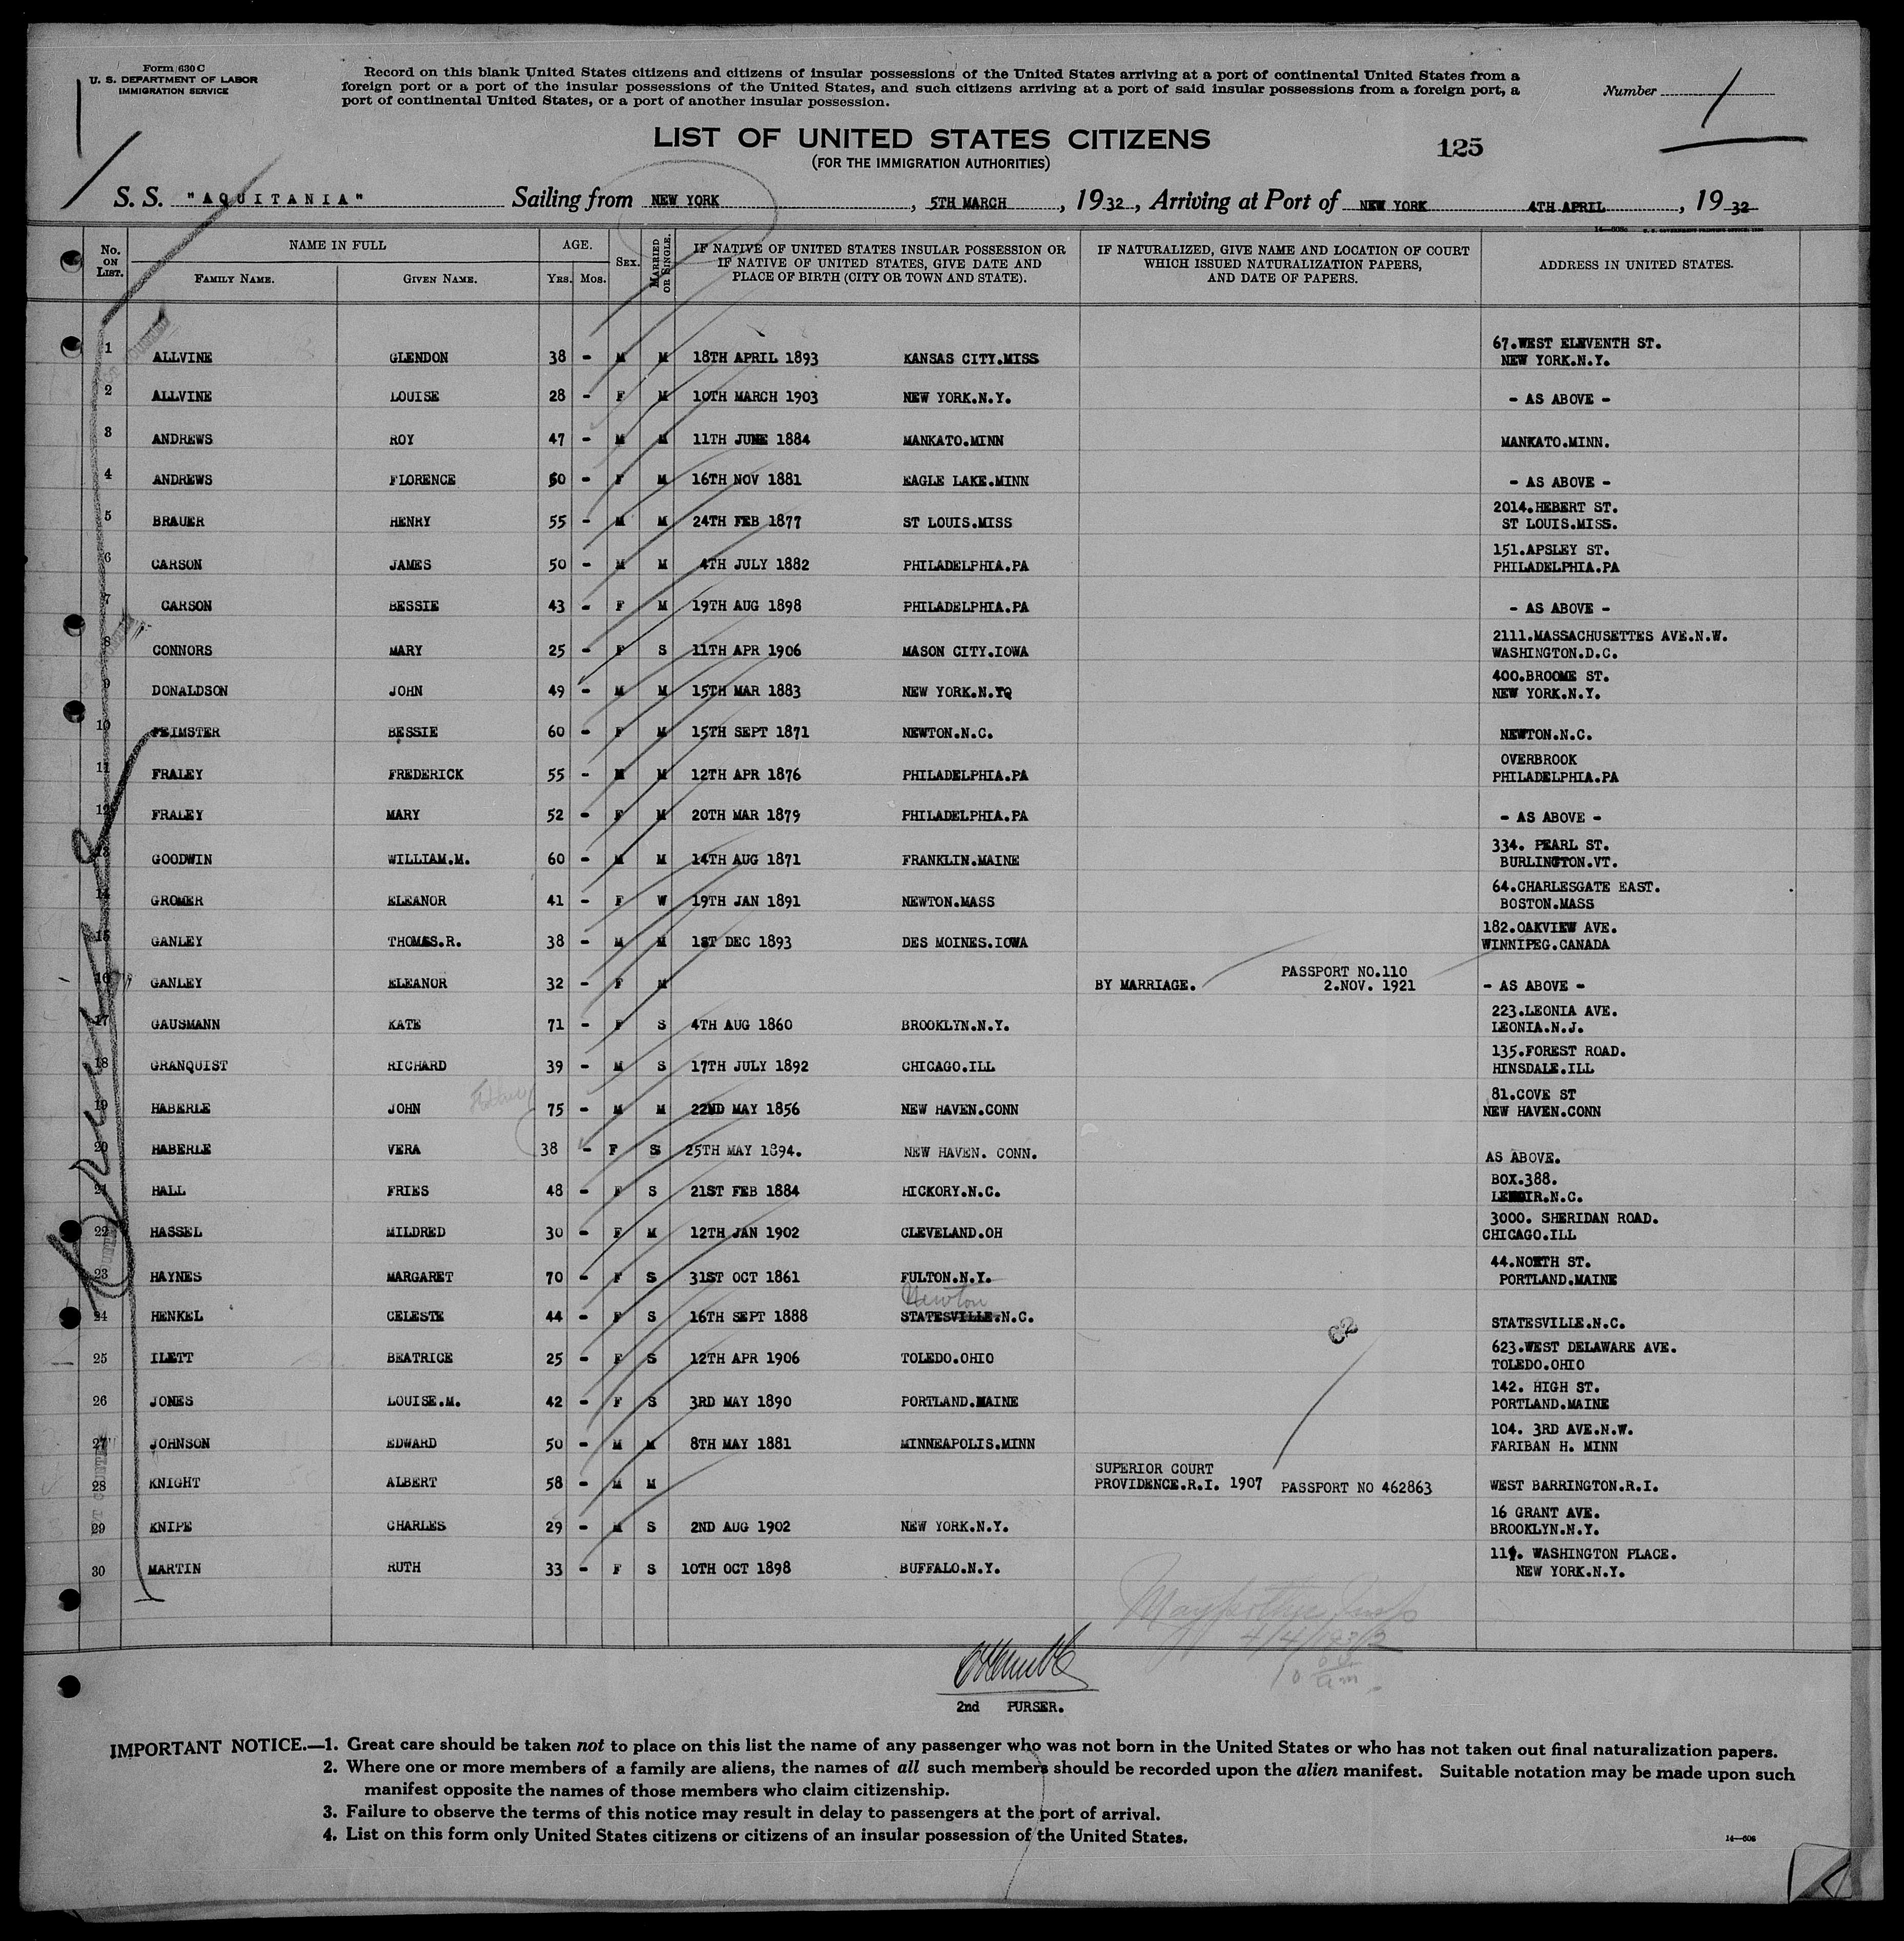 Form 630 C
U. S. DEPARTMENT OF LABOR
IMMIGRATION SERVICE
Record on this blank United States citizens and citizens of insular possessions of the United States arriving at a port of continental United States from a
foreign port or a port of the insular possessions of the United States, and such citizens arriving at a port of said insular possessions from a foreign port, a
port of continental United States, or a port of another insular possession.
Number 1
LIST OF UNITED STATES CITIZENS
(FOR THE IMMIGRATION AUTHORITIES)
125
S. S. "AQUITANIA" Sailing from NEW YORK, 5TH MARCH, 1932, Arriving at Port of NEW YORK 4TH APRIL, 1932
No. ON LIST. NAME IN FULL FAMILY NAME. GIVEN NAME. AGE. YRS. MOS. SEX. MARRIED OR SINGLE. IF NATIVE OF UNITED STATES INSULAR POSSESSION OR IF NATIVE OF UNITED STATES, GIVE DATE AND PLACE OF BIRTH (CITY OR TOWN AND STATE). IF NATURALIZED, GIVE NAME AND LOCATION OF COURT WHICH ISSUED NATURALIZATION PAPERS, AND DATE OF PAPERS. ADDRESS IN UNITED STATES.
1 ALLVINE GLENDON 38 - M M 18TH APRIL 1893 KANSAS CITY.MISS 67.WEST ELEVENTH ST. NEW YORK.N.Y.
2 ALLVINE LOUISE 28 - F M 10TH MARCH 1903 NEW YORK.N.Y. - AS ABOVE -
3 ANDREWS ROY 47 - M M 11TH JUNE 1884 MANKATO.MINN MANKATO.MINN.
4 ANDREWS FLORENCE 50 - F M 16TH NOV 1881 EAGLE LAKE.MINN - AS ABOVE -
5 BRAUER HENRY 55 - M M 24TH FEB 1877 ST LOUIS.MISS 2014.HEBERT ST. ST LOUIS.MISS.
6 CARSON JAMES 50 - M M 4TH JULY 1882 PHILADELPHIA.PA 151.APSLEY ST. PHILADELPHIA.PA
7 CARSON BESSIE 43 - F M 19TH AUG 1898 PHILADELPHIA.PA - AS ABOVE -
8 CONNORS MARY 25 - F S 11TH APR 1906 MASON CITY.IOWA 2111.MASSACHUSETTES AVE.N.W. WASHINGTON.D.C.
9 DONALDSON JOHN 49 - M M 15TH MAR 1883 NEW YORK.N.YQ 400.BROOME ST. NEW YORK.N.Y.
10 FEIMSTER BESSIE 60 - F M 15TH SEPT 1871 NEWTON.N.C. NEWTON.N.C.
11 FRALEY FREDERICK 55 - M M 12TH APR 1876 PHILADELPHIA.PA OVERBROOK PHILADELPHIA.PA
12 FRALEY MARY 52 - F M 20TH MAR 1879 PHILADELPHIA.PA - AS ABOVE -
13 GOODWIN WILLIAM.M. 60 - M M 14TH AUG 1871 FRANKLIN.MAINE 334. PEARL ST. BURLINGTON.VT.
14 GROMER ELEANOR 41 - F W 19TH JAN 1891 NEWTON.MASS 64.CHARLESGATE EAST. BOSTON.MASS
15 GANLEY THOMAS.R. 38 - M M 1ST DEC 1893 DES MOINES.IOWA 182.OAKVIEW AVE. WINNIPEG.CANADA
16 GANLEY ELEANOR 32 - F M BY MARRIAGE. PASSPORT NO.110 2.NOV. 1921 - AS ABOVE -
17 GAUSMANN KATE 71 - F S 4TH AUG 1860 BROOKLYN.N.Y. 223.LEONIA AVE. LEONIA.N.J.
18 GRANQUIST RICHARD 39 - M S 17TH JULY 1892 CHICAGO.ILL 135.FOREST ROAD. HINSDALE.ILL
19 HABERLE JOHN 75 - M M 22ND MAY 1856 NEW HAVEN.CONN 81.COVE ST NEW HAVEN.CONN
20 HABERLE VERA 38 - F S 25TH MAY 1894. NEW HAVEN. CONN. AS ABOVE.
21 HALL FRIES 48 - F S 21ST FEB 1884 HICKORY.N.C. BOX.388. LENOIR.N.C.
22 HASSEL MILDRED 30 - F M 12TH JAN 1902 CLEVELAND.OH 3000. SHERIDAN ROAD. CHICAGO.ILL
23 HAYNES MARGARET 70 - F S 31ST OCT 1861 FULTON.N.Y. 44.NORTH ST. PORTLAND.MAINE
Newton
24 HENKEL CELESTE 44 - F S 16TH SEPT 1888 STATESVILLE.N.C. STATESVILLE.N.C.
25 ILETT BEATRICE 25 - F S 12TH APR 1906 TOLEDO.OHIO 623.WEST DELAWARE AVE. TOLEDO.OHIO
26 JONES LOUISE.M. 42 - F S 3RD MAY 1890 PORTLAND.MAINE 142. HIGH ST. PORTLAND.MAINE
27 JOHNSON EDWARD 50 - M M 8TH MAY 1881 MINNEAPOLIS.MINN 104. 3RD AVE.N.W. FARIBAN H. MINN
28 KNIGHT ALBERT 58 - M M SUPERIOR COURT PROVIDENCE.R.I. 1907 PASSPORT NO 462863 WEST BARRINGTON.R.I.
29 KNIPE CHARLES 29 - M S 2ND AUG 1902 NEW YORK.N.Y. 16 GRANT AVE. BROOKLYN.N.Y.
30 MARTIN RUTH 33 - F S 10TH OCT 1898 BUFFALO.N.Y. 111. WASHINGTON PLACE. NEW YORK.N.Y.
4/4/1932
10 am.
2nd PURSER.
IMPORTANT NOTICE.—1. Great care should be taken not to place on this list the name of any passenger who was not born in the United States or who has not taken out final naturalization papers.
2. Where one or more members of a family are aliens, the names of all such members should be recorded upon the alien manifest. Suitable notation may be made upon such
manifest opposite the names of those members who claim citizenship.
3. Failure to observe the terms of this notice may result in delay to passengers at the port of arrival.
4. List on this form only United States citizens or citizens of an insular possession of the United States.
14—608